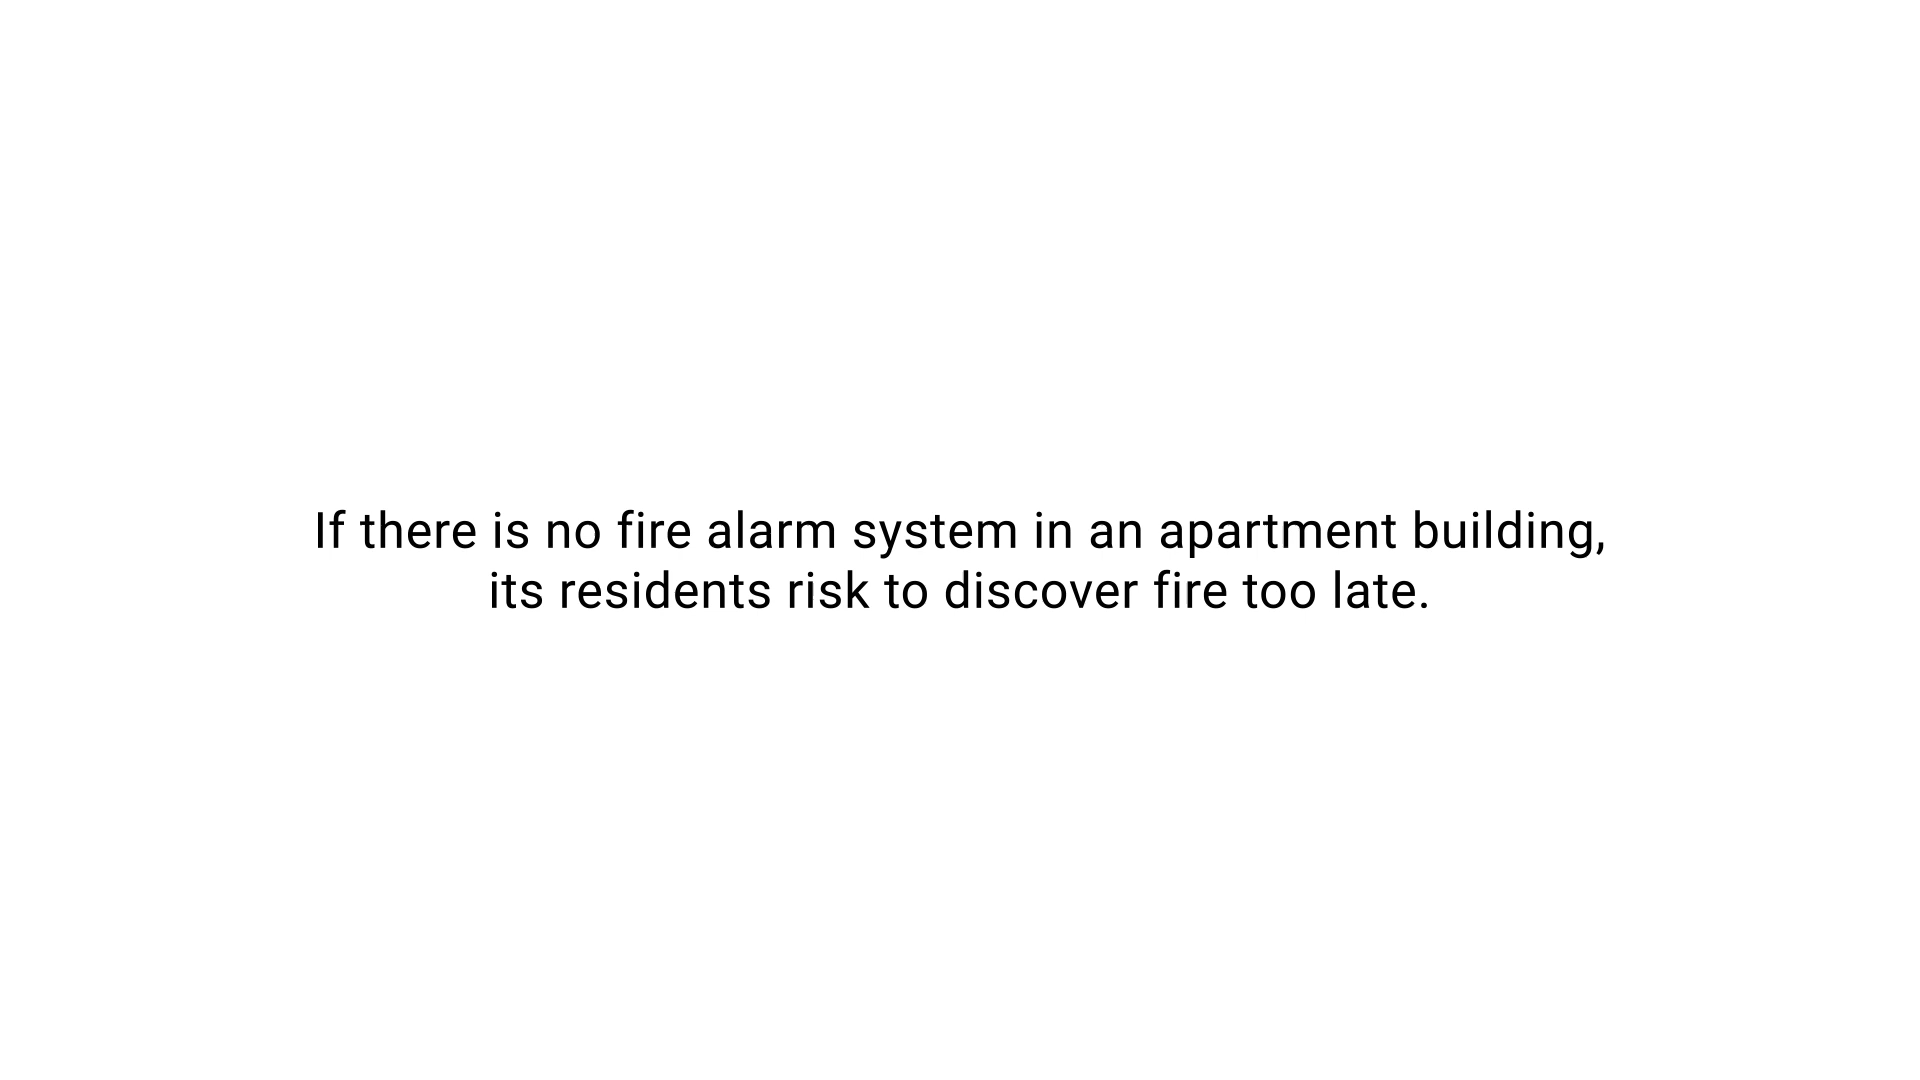 If there is no fire alarm system in an apartment building,
its residents risk to discover fire too late.